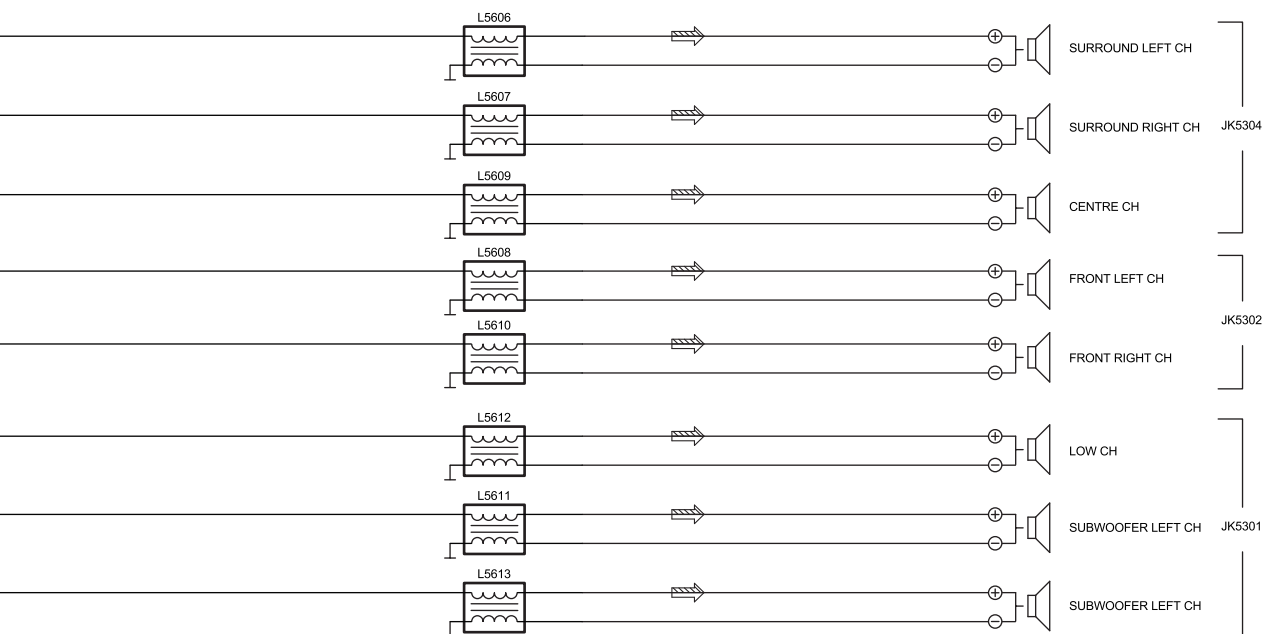 L5606
SURROUND LEFT CH
L5607
SURROUND RIGHT CH
JK5304
L5609
CENTRE CH
L5608
FRONT LEFT CH
JK5302
L5610
FRONT RIGHT CH
L5612
LOW CH
L5611
SUBWOOFER LEFT CH
JK5301
L5613
SUBWOOFER LEFT CH